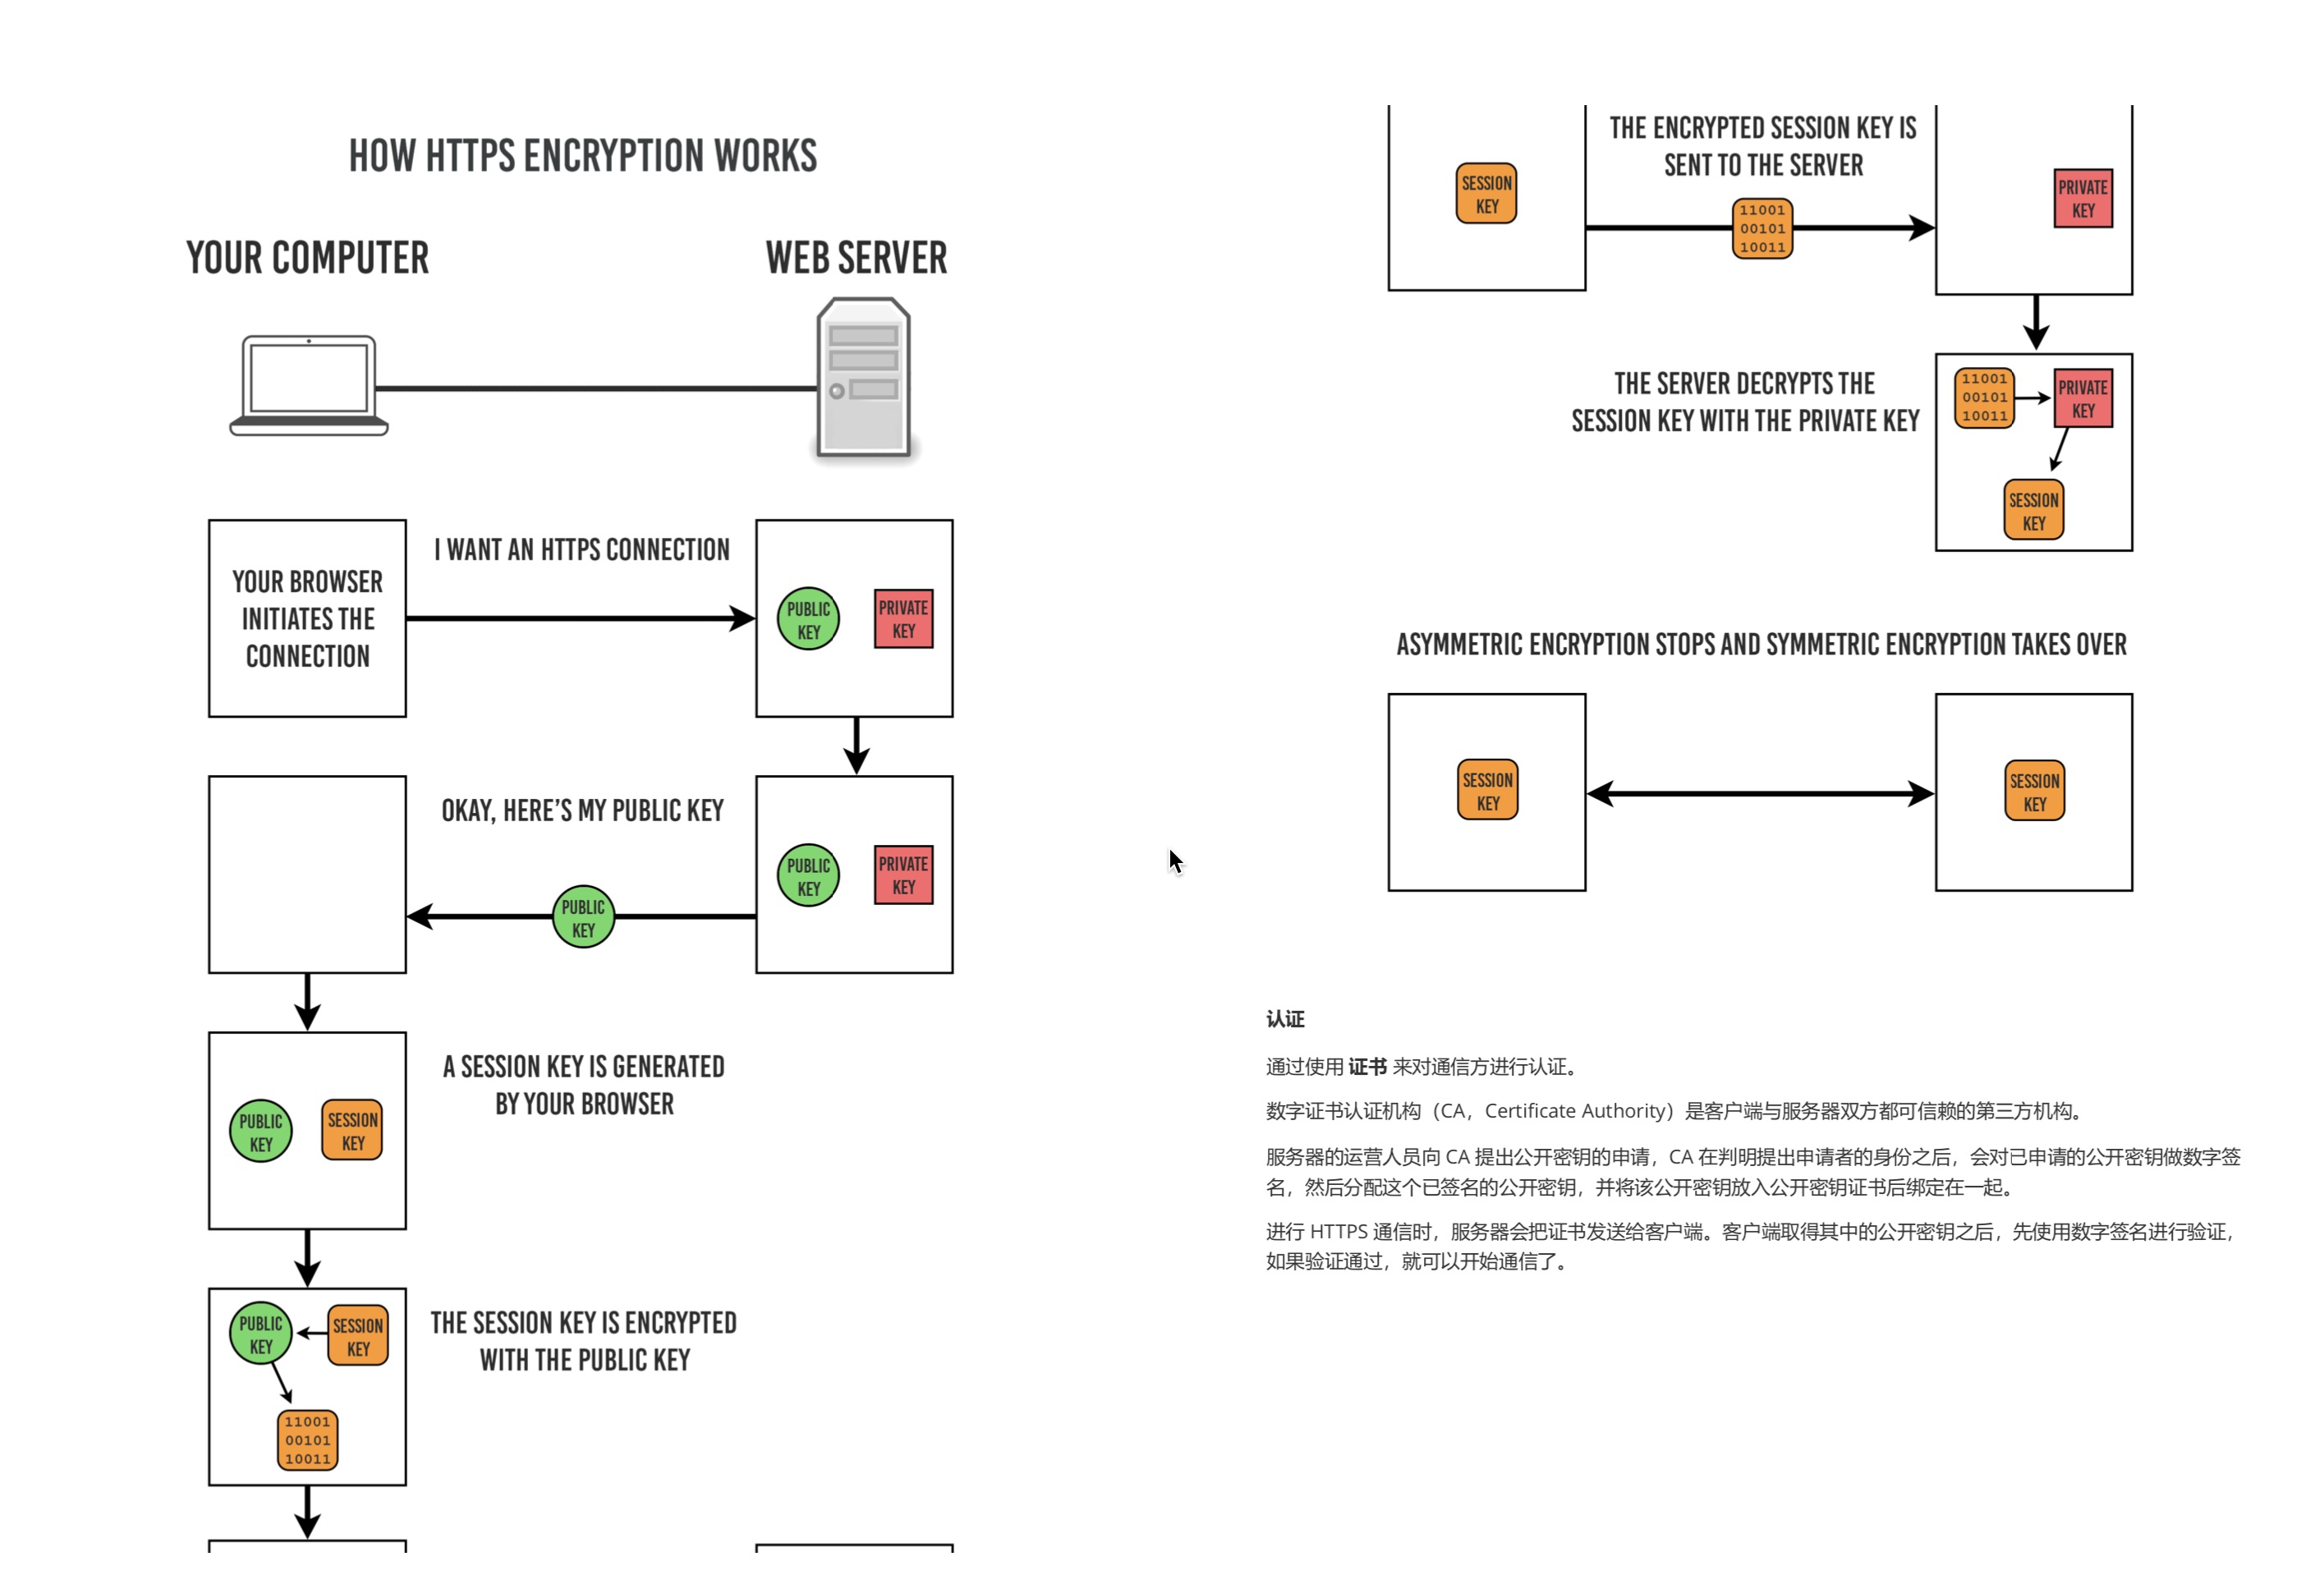 HOW HTTPS ENCRYPTION WORKS
YOUR COMPUTER
WEB SERVER
YOUR BROWSER
INITIATES THE
CONNECTION
I WANT AN HTTPS CONNECTION
PUBLIC
KEY
PRIVATE
KEY
OKAY, HERE'S MY PUBLIC KEY
PUBLIC
KEY
PUBLIC
KEY
PRIVATE
KEY
A SESSION KEY IS GENERATED
BY YOUR BROWSER
PUBLIC
KEY
SESSION
KEY
THE SESSION KEY IS ENCRYPTED
WITH THE PUBLIC KEY
PUBLIC
KEY
SESSION
KEY
11001
00101
10011
THE ENCRYPTED SESSION KEY IS
SENT TO THE SERVER
SESSION
KEY
11001
00101
10011
PRIVATE
KEY
THE SERVER DECRYPTS THE
SESSION KEY WITH THE PRIVATE KEY
11001
00101
10011
PRIVATE
KEY
SESSION
KEY
ASYMMETRIC ENCRYPTION STOPS AND SYMMETRIC ENCRYPTION TAKES OVER
SESSION
KEY
SESSION
KEY
认证
通过使用 证书 来对通信方进行认证。
数字证书认证机构（CA，Certificate Authority）是客户端与服务器双方都可信赖的第三方机构。
服务器的运营人员向 CA 提出公开密钥的申请，CA 在判明提出申请者的身份之后，会对已申请的公开密钥做数字签
名，然后分配这个已签名的公开密钥，并将该公开密钥放入公开密钥证书后绑定在一起。
进行 HTTPS 通信时，服务器会把证书发送给客户端。客户端取得其中的公开密钥之后，先使用数字签名进行验证，
如果验证通过，就可以开始通信了。